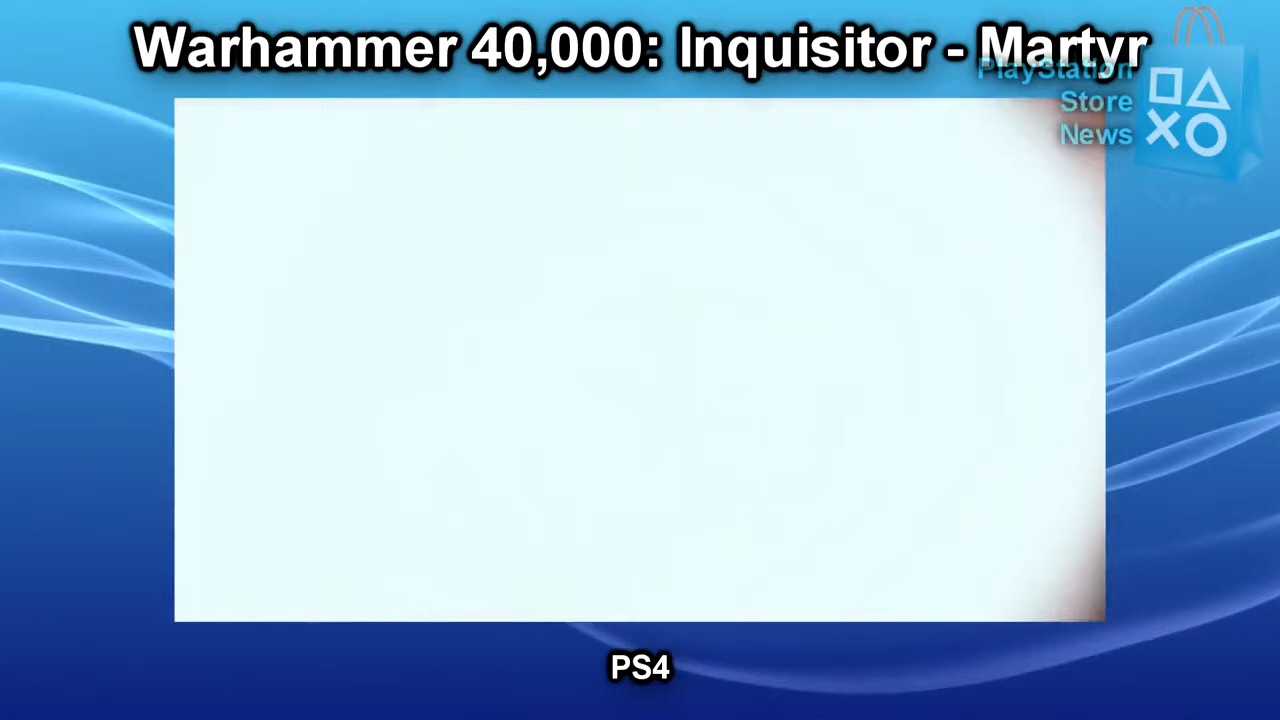 Warhammer 40,000: Inquisitor - Martyr
PlayStation
Store
News
PS4